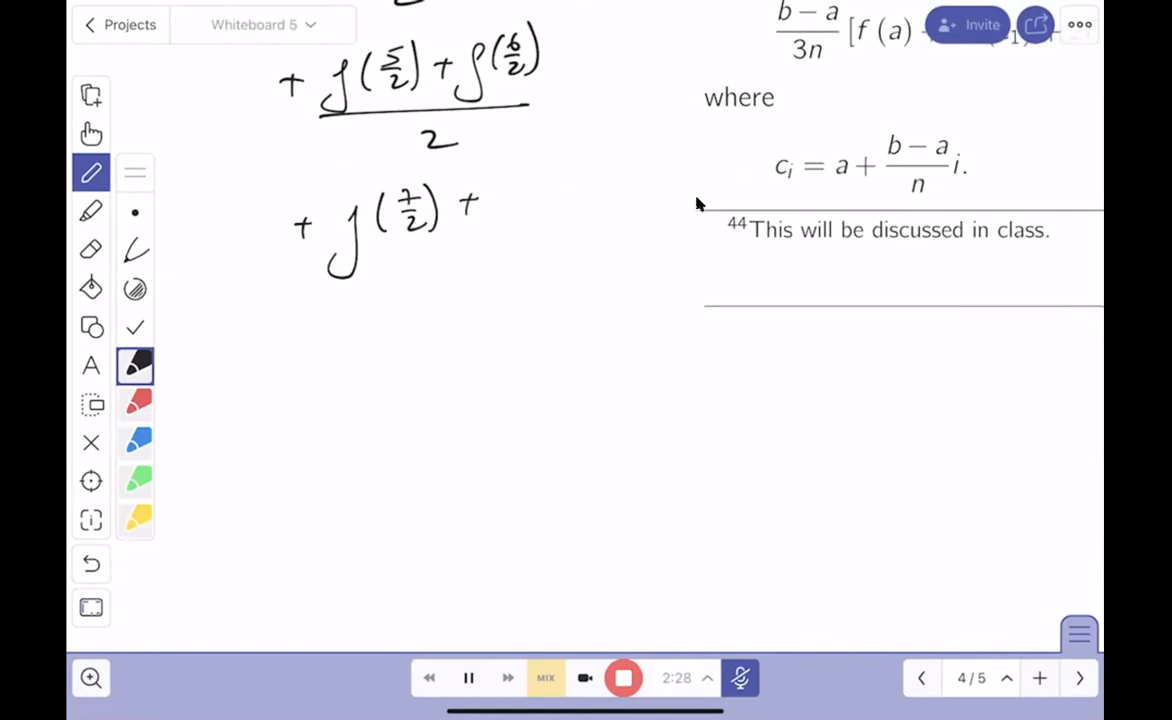 Projects
Whiteboard 5
+ f(5/2) + f(6/2)
2
+ f(7/2) +
b − a
3n
[f (a)
Invite
where
c_i = a + (b − a)/n i.
44This will be discussed in class.
A
MIX
2:28
4/5